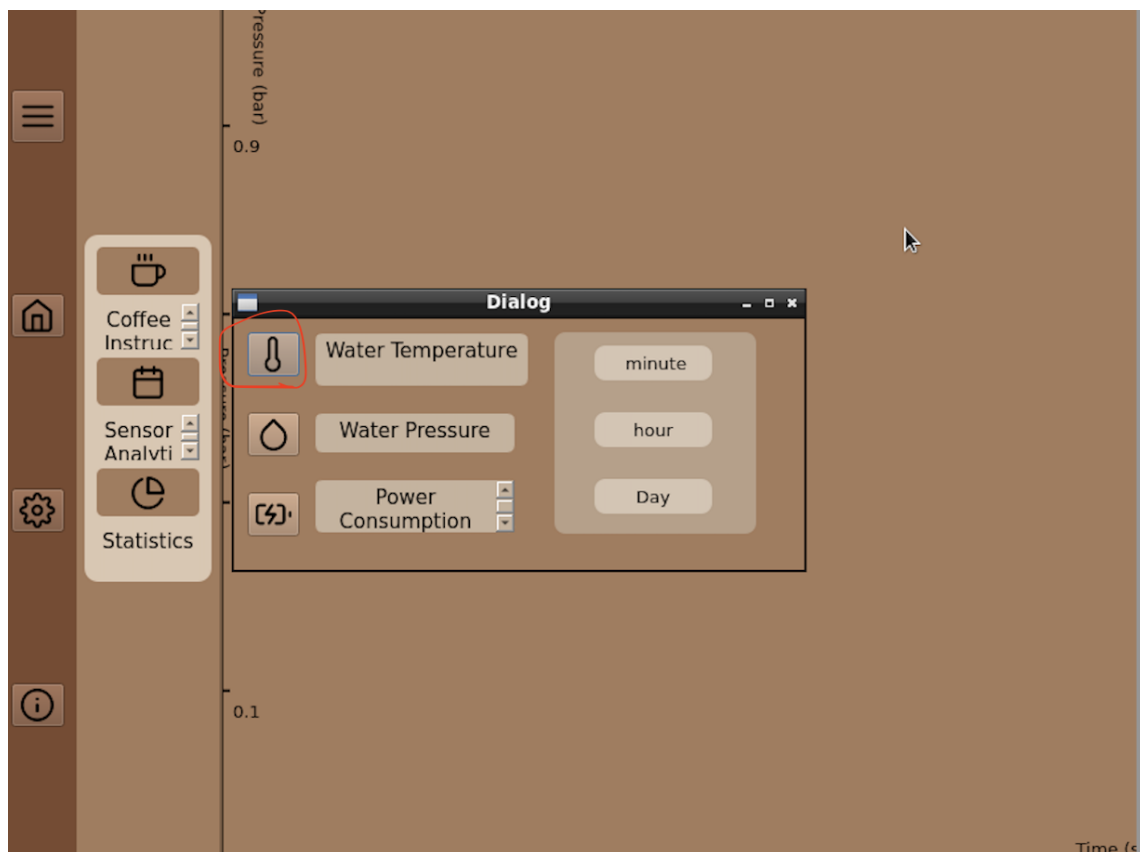 Pressure (bar)
0.9
Coffee
Instruc
Sensor
Analyti
Statistics
Dialog
Water Temperature
Water Pressure
Power
Consumption
minute
hour
Day
0.1
Time (s